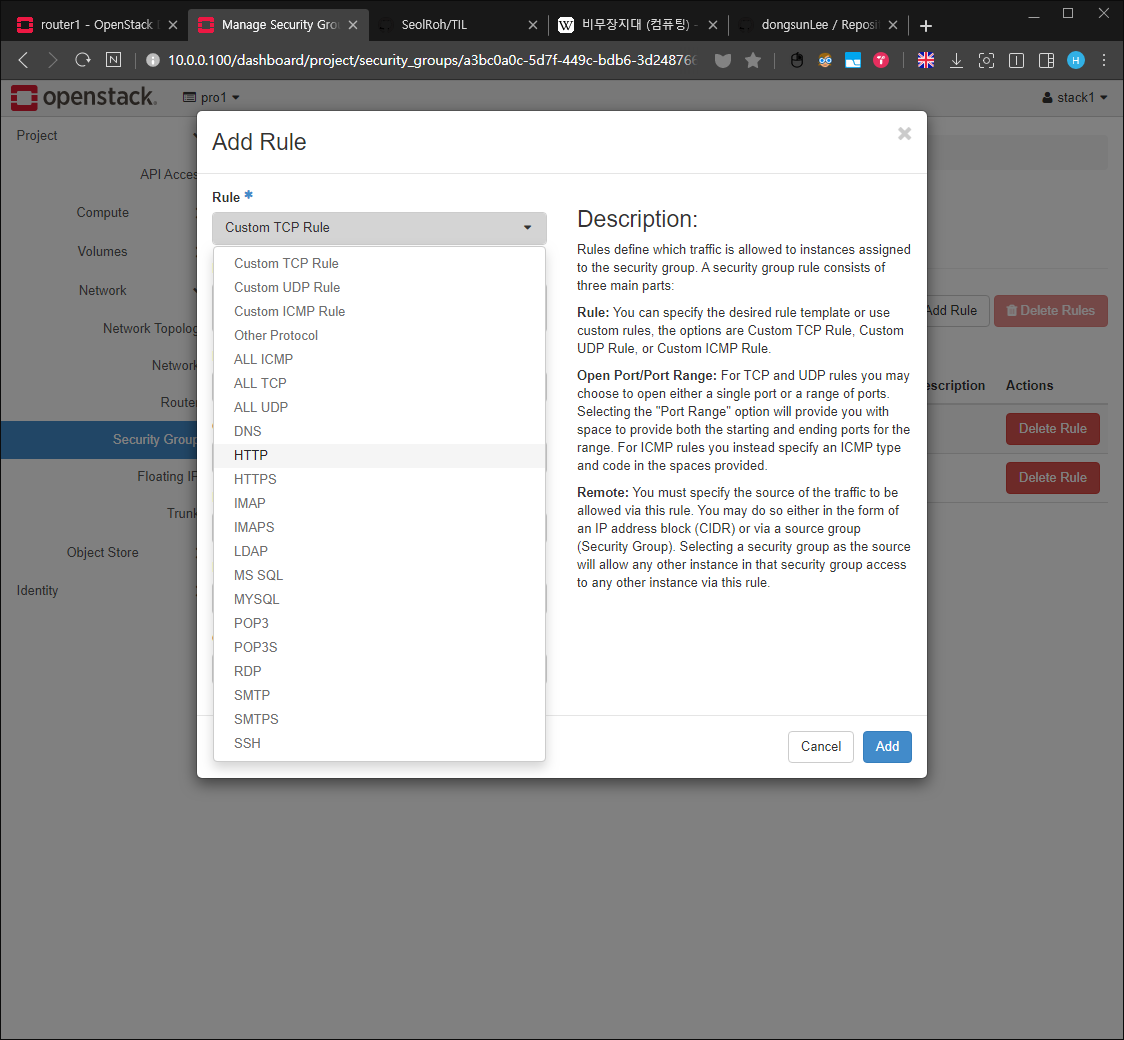 router1 - OpenStack
Manage Security Gro
SeolRoh/TIL
비무장지대 (컴퓨팅) -
dongsunLee / Reposi
10.0.0.100/dashboard/project/security_groups/a3bc0a0c-5d7f-449c-bdb6-3d24876
openstack.
pro1
stack1
Project
API Acces
Compute
Volumes
Network
Network Topolog
Network
Router
Security Group
Floating IP
Trunk
Object Store
Identity
Add Rule
Rule *
Custom TCP Rule
Custom TCP Rule
Custom UDP Rule
Custom ICMP Rule
Other Protocol
ALL ICMP
ALL TCP
ALL UDP
DNS
HTTP
HTTPS
IMAP
IMAPS
LDAP
MS SQL
MYSQL
POP3
POP3S
RDP
SMTP
SMTPS
SSH
Description:
Rules define which traffic is allowed to instances assigned
to the security group. A security group rule consists of
three main parts:
Rule: You can specify the desired rule template or use
custom rules, the options are Custom TCP Rule, Custom
UDP Rule, or Custom ICMP Rule.
Open Port/Port Range: For TCP and UDP rules you may
choose to open either a single port or a range of ports.
Selecting the "Port Range" option will provide you with
space to provide both the starting and ending ports for the
range. For ICMP rules you instead specify an ICMP type
and code in the spaces provided.
Remote: You must specify the source of the traffic to be
allowed via this rule. You may do so either in the form of
an IP address block (CIDR) or via a source group
(Security Group). Selecting a security group as the source
will allow any other instance in that security group access
to any other instance via this rule.
Cancel
Add
Add Rule
Delete Rules
escription
Actions
Delete Rule
Delete Rule